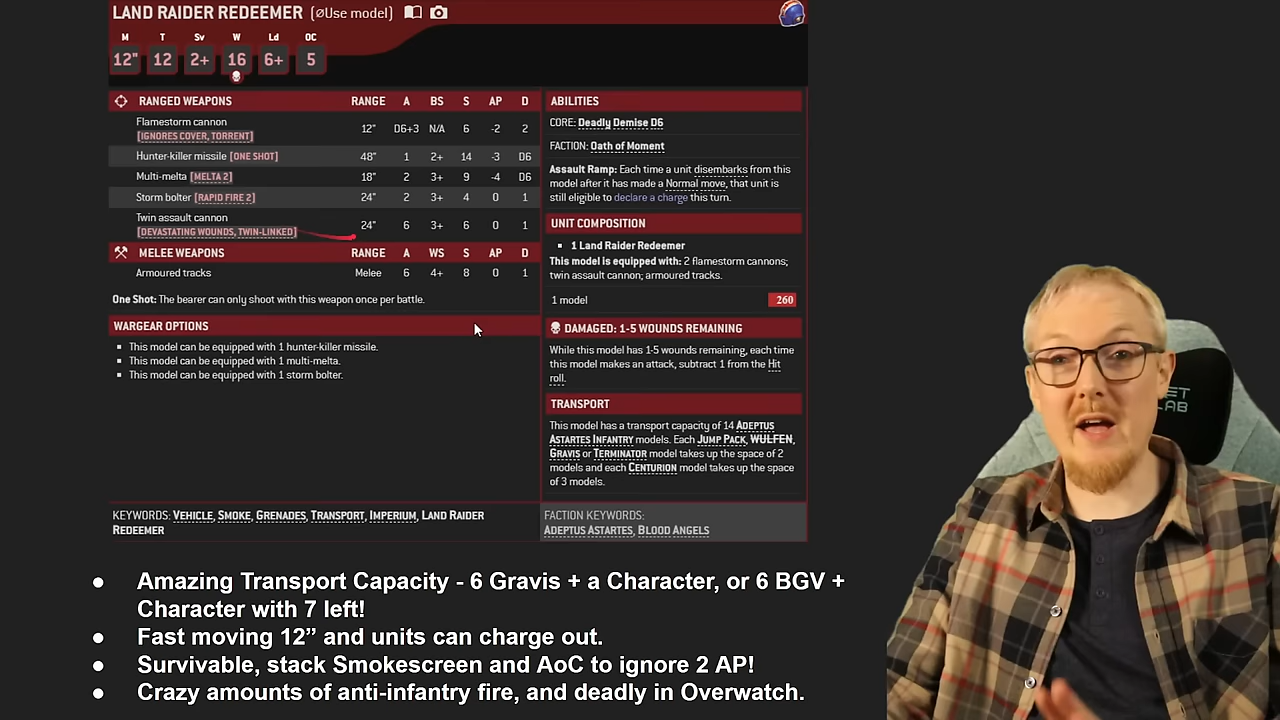 LAND RAIDER REDEEMER (⌀Use model)
M T Sv W Ld OC
12" 12 2+ 16 6+ 5
RANGED WEAPONS RANGE A BS S AP D
Flamestorm cannon
[IGNORES COVER, TORRENT] 12" D6+3 N/A 6 -2 2
Hunter-killer missile [ONE SHOT] 48" 1 2+ 14 -3 D6
Multi-melta [MELTA 2] 18" 2 3+ 9 -4 D6
Storm bolter [RAPID FIRE 2] 24" 2 3+ 4 0 1
Twin assault cannon
[DEVASTATING WOUNDS, TWIN-LINKED] 24" 6 3+ 6 0 1
MELEE WEAPONS RANGE A WS S AP D
Armoured tracks Melee 6 4+ 8 0 1
One Shot: The bearer can only shoot with this weapon once per battle.
WARGEAR OPTIONS
This model can be equipped with 1 hunter-killer missile.
This model can be equipped with 1 multi-melta.
This model can be equipped with 1 storm bolter.
ABILITIES
CORE: Deadly Demise D6
FACTION: Oath of Moment
Assault Ramp: Each time a unit disembarks from this
model after it has made a Normal move, that unit is
still eligible to declare a charge this turn.
UNIT COMPOSITION
1 Land Raider Redeemer
This model is equipped with: 2 flamestorm cannons;
twin assault cannon; armoured tracks.
1 model 260
DAMAGED: 1-5 WOUNDS REMAINING
While this model has 1-5 wounds remaining, each time
this model makes an attack, subtract 1 from the Hit
roll.
TRANSPORT
This model has a transport capacity of 14 ADEPTUS
ASTARTES INFANTRY models. Each JUMP PACK, WULFEN,
GRAVIS or TERMINATOR model takes up the space of 2
models and each CENTURION model takes up the space
of 3 models.
KEYWORDS: VEHICLE, SMOKE, GRENADES, TRANSPORT, IMPERIUM, LAND RAIDER
REDEEMER
FACTION KEYWORDS:
ADEPTUS ASTARTES, BLOOD ANGELS
● Amazing Transport Capacity - 6 Gravis + a Character, or 6 BGV +
Character with 7 left!
● Fast moving 12” and units can charge out.
● Survivable, stack Smokescreen and AoC to ignore 2 AP!
● Crazy amounts of anti-infantry fire, and deadly in Overwatch.